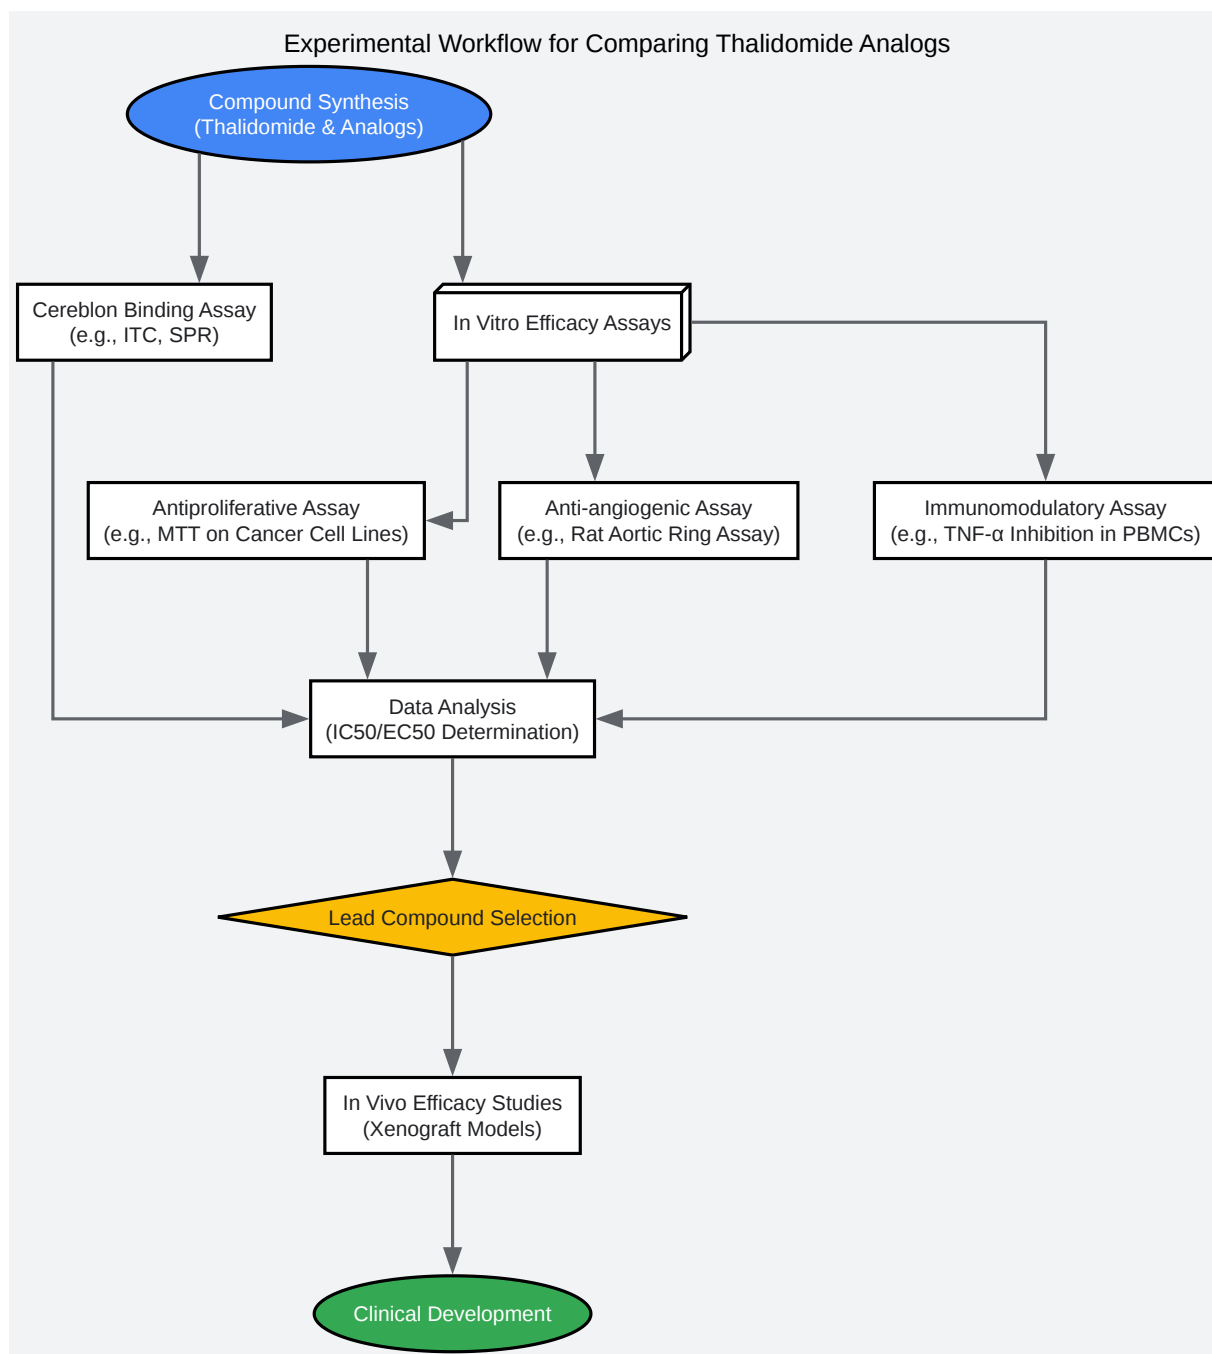 Experimental Workflow for Comparing Thalidomide Analogs
Compound Synthesis
(Thalidomide & Analogs)
Cereblon Binding Assay
(e.g., ITC, SPR)
In Vitro Efficacy Assays
Antiproliferative Assay
(e.g., MTT on Cancer Cell Lines)
Anti-angiogenic Assay
(e.g., Rat Aortic Ring Assay)
Immunomodulatory Assay
(e.g., TNF-α Inhibition in PBMCs)
Data Analysis
(IC50/EC50 Determination)
Lead Compound Selection
In Vivo Efficacy Studies
(Xenograft Models)
Clinical Development